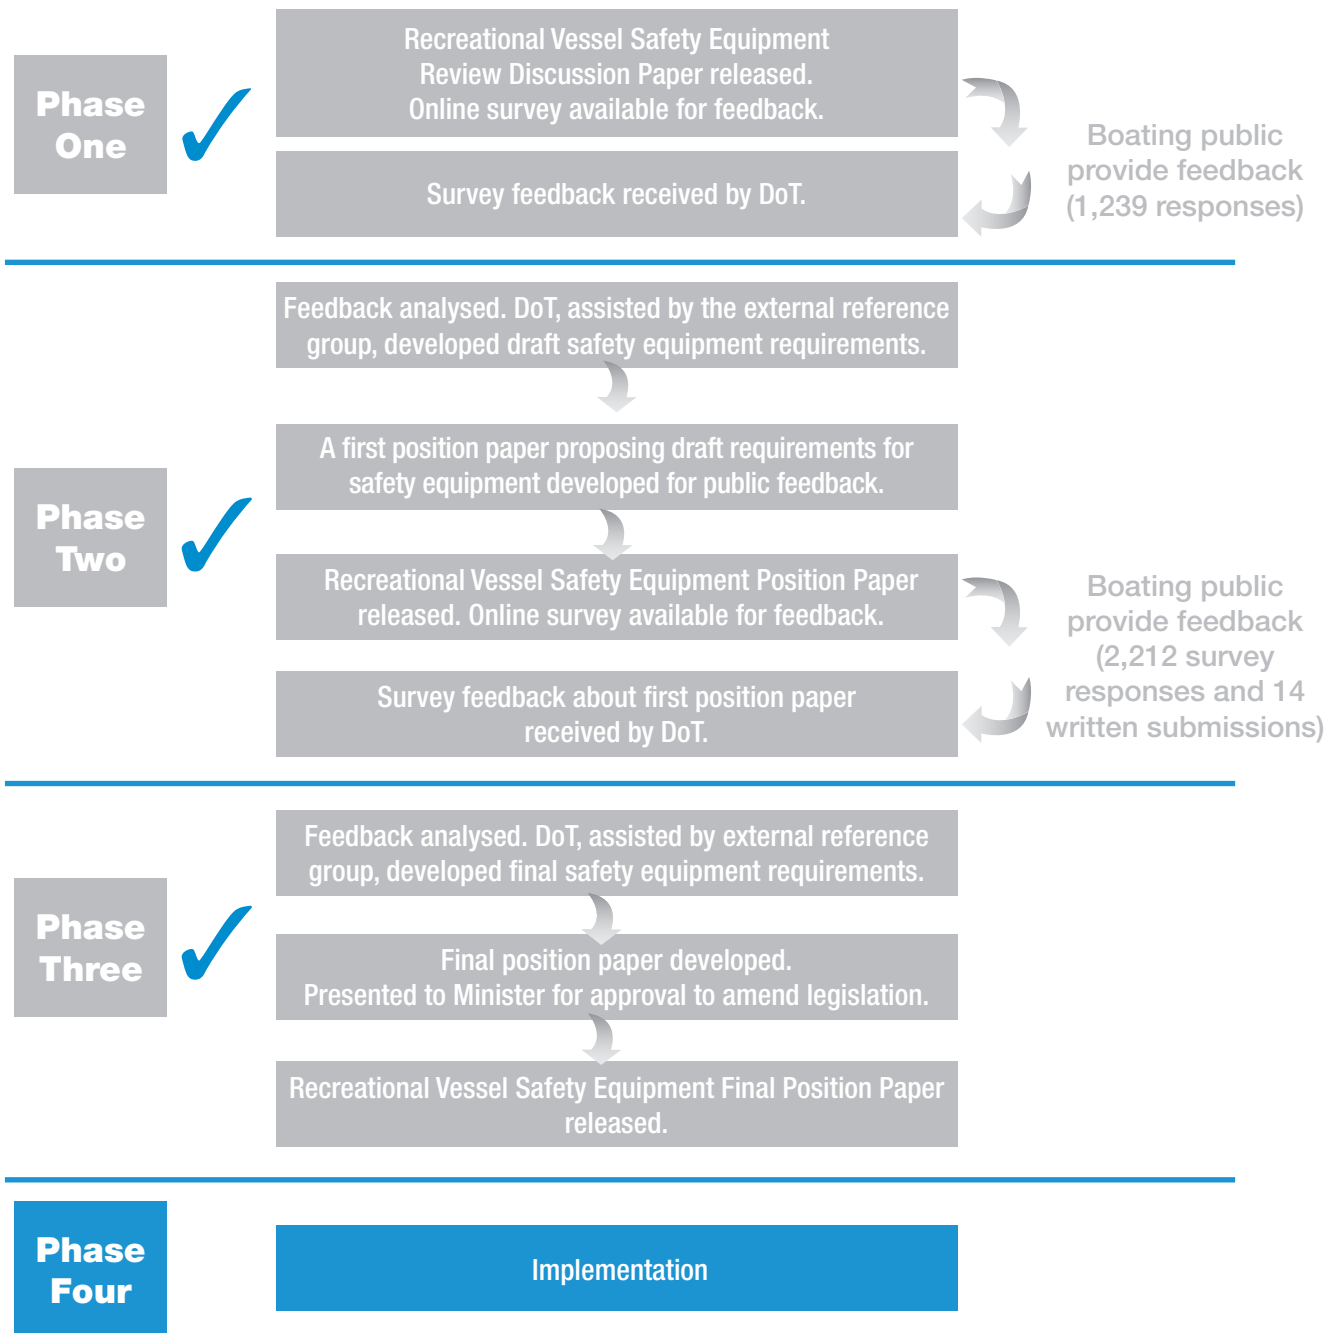 Phase
One
Recreational Vessel Safety Equipment
Review Discussion Paper released.
Online survey available for feedback.
Survey feedback received by DoT.
Boating public
provide feedback
(1,239 responses)
Phase
Two
Feedback analysed. DoT, assisted by the external reference
group, developed draft safety equipment requirements.
A first position paper proposing draft requirements for
safety equipment developed for public feedback.
Recreational Vessel Safety Equipment Position Paper
released. Online survey available for feedback.
Survey feedback about first position paper
received by DoT.
Boating public
provide feedback
(2,212 survey
responses and 14
written submissions)
Phase
Three
Feedback analysed. DoT, assisted by external reference
group, developed final safety equipment requirements.
Final position paper developed.
Presented to Minister for approval to amend legislation.
Recreational Vessel Safety Equipment Final Position Paper
released.
Phase
Four
Implementation